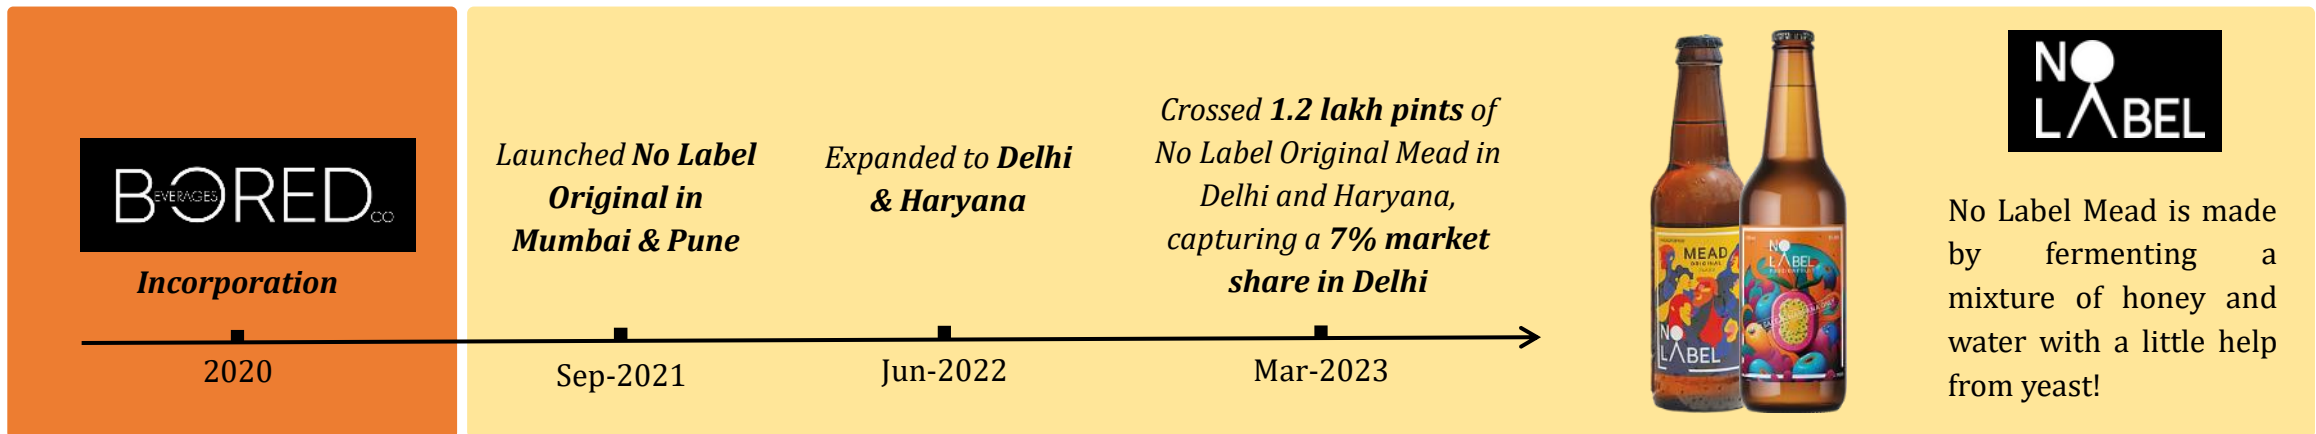 BORED
EVERAGES
CO
Incorporation
2020
Launched No Label
Original in
Mumbai & Pune
Sep-2021
Expanded to Delhi
& Haryana
Jun-2022
Crossed 1.2 lakh pints of
No Label Original Mead in
Delhi and Haryana,
capturing a 7% market
share in Delhi
Mar-2023
MEAD
ORIGINAL
NO
LABEL
NO
LABEL
NO
LABEL
No Label Mead is made
by fermenting a
mixture of honey and
water with a little help
from yeast!